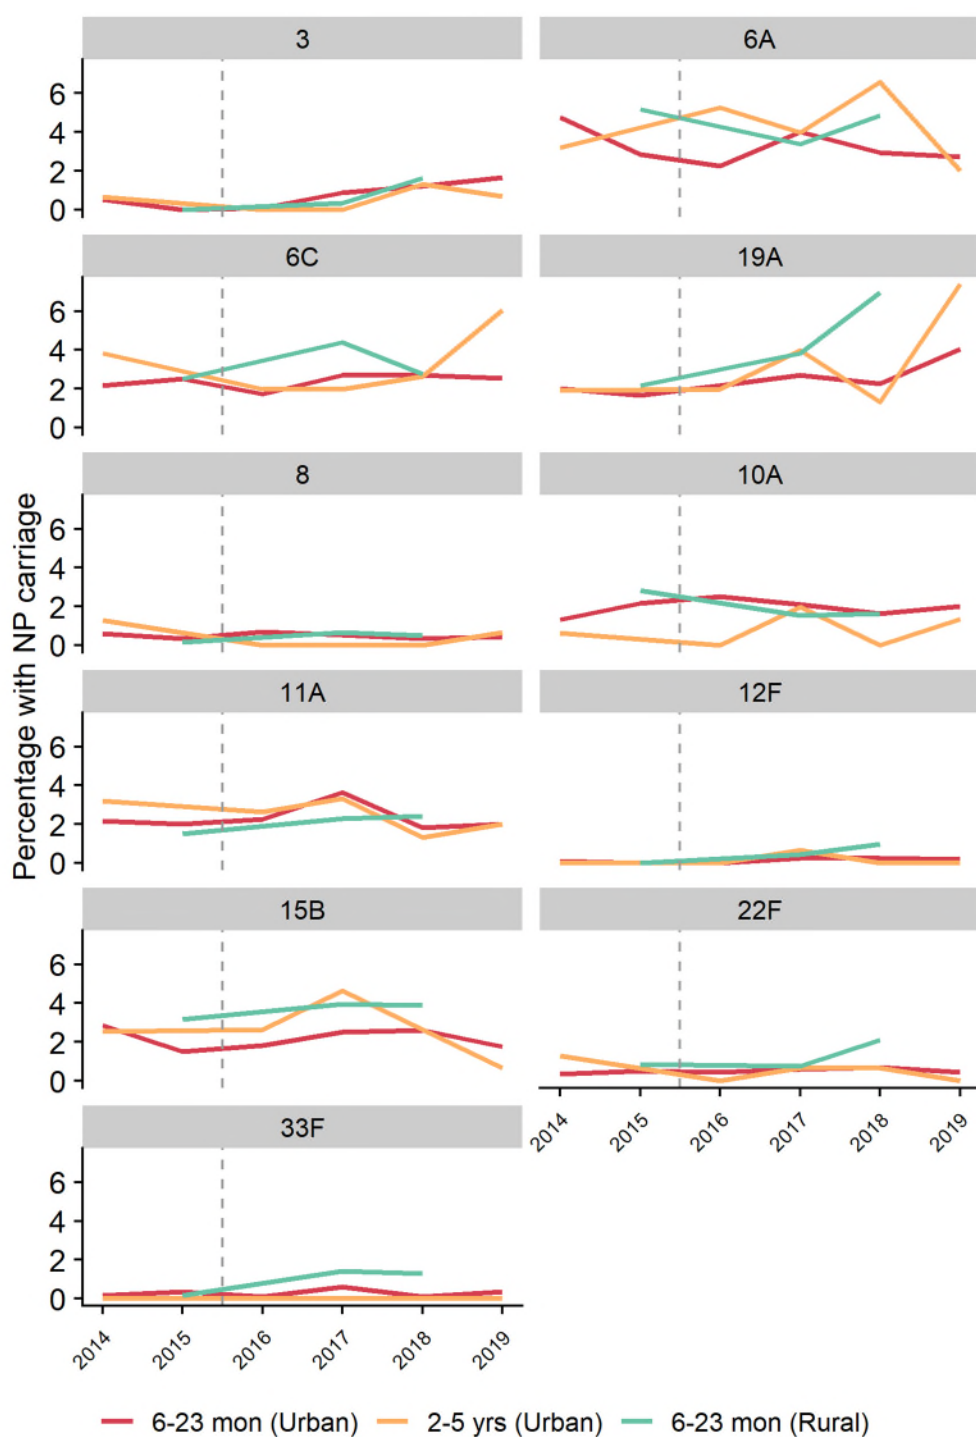 3 6A
6
4
2
0
6C 19A
6
4
2
0
8 10A
6
4
2
0
Percentage with NP carriage
11A 12F
6
4
2
0
15B 22F
6
4
2
0
2014 2015 2016 2017 2018 2019
33F
6
4
2
0
2014 2015 2016 2017 2018 2019
6-23 mon (Urban) 2-5 yrs (Urban) 6-23 mon (Rural)